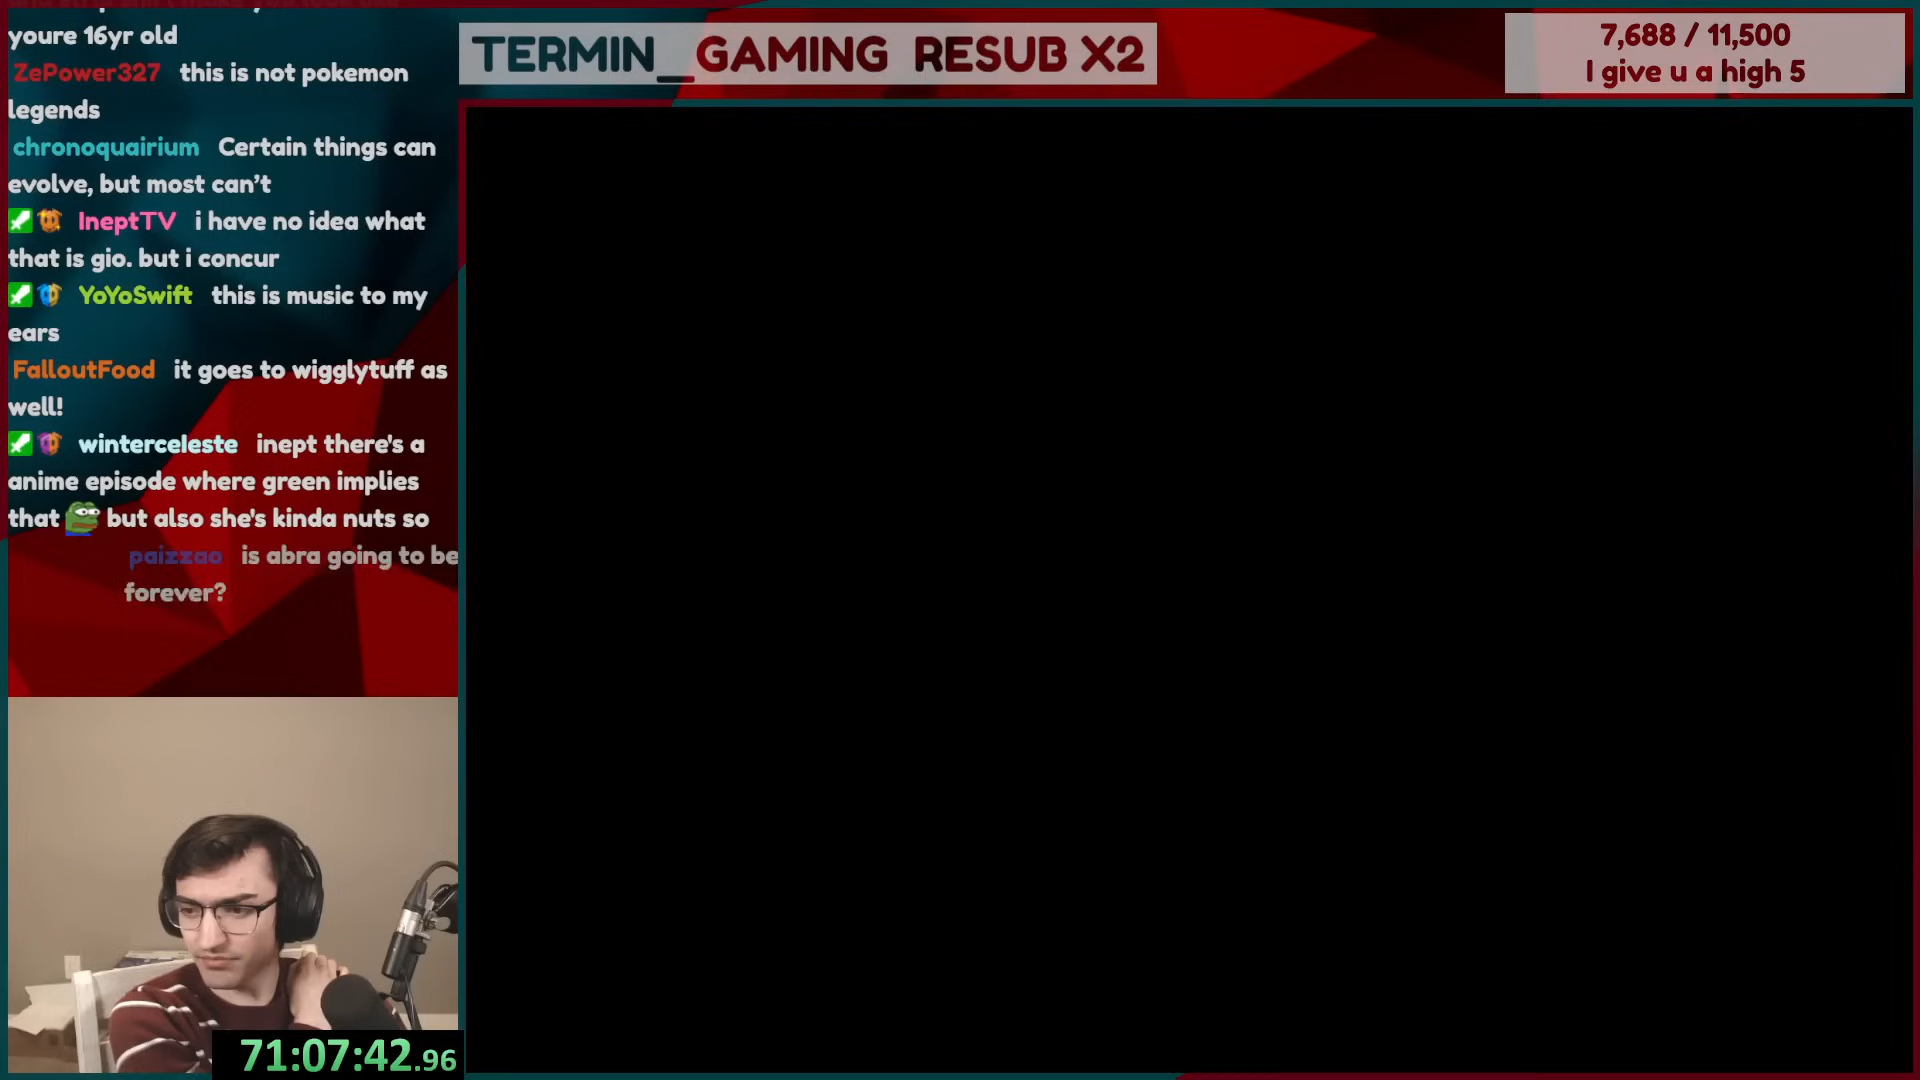 youre 16yr old
ZePower327 this is not pokemon
legends
chronoquairium Certain things can
evolve, but most can't
IneptTV i have no idea what
that is gio. but i concur
YoYoSwift this is music to my
ears
FalloutFood it goes to wigglytuff as
well!
winterceleste inept there's a
anime episode where green implies
that but also she's kinda nuts so
paizzao is abra going to be
forever?
TERMIN_GAMING RESUB X2
7,688 / 11,500
I give u a high 5
71:07:42.96